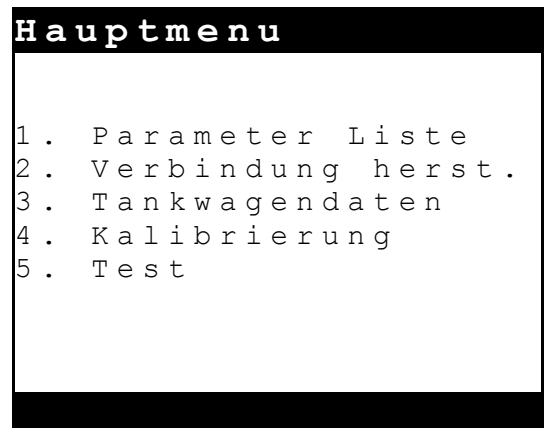 Hauptmenu
1. Parameter Liste
2. Verbindung herst.
3. Tankwagendaten
4. Kalibrierung
5. Test